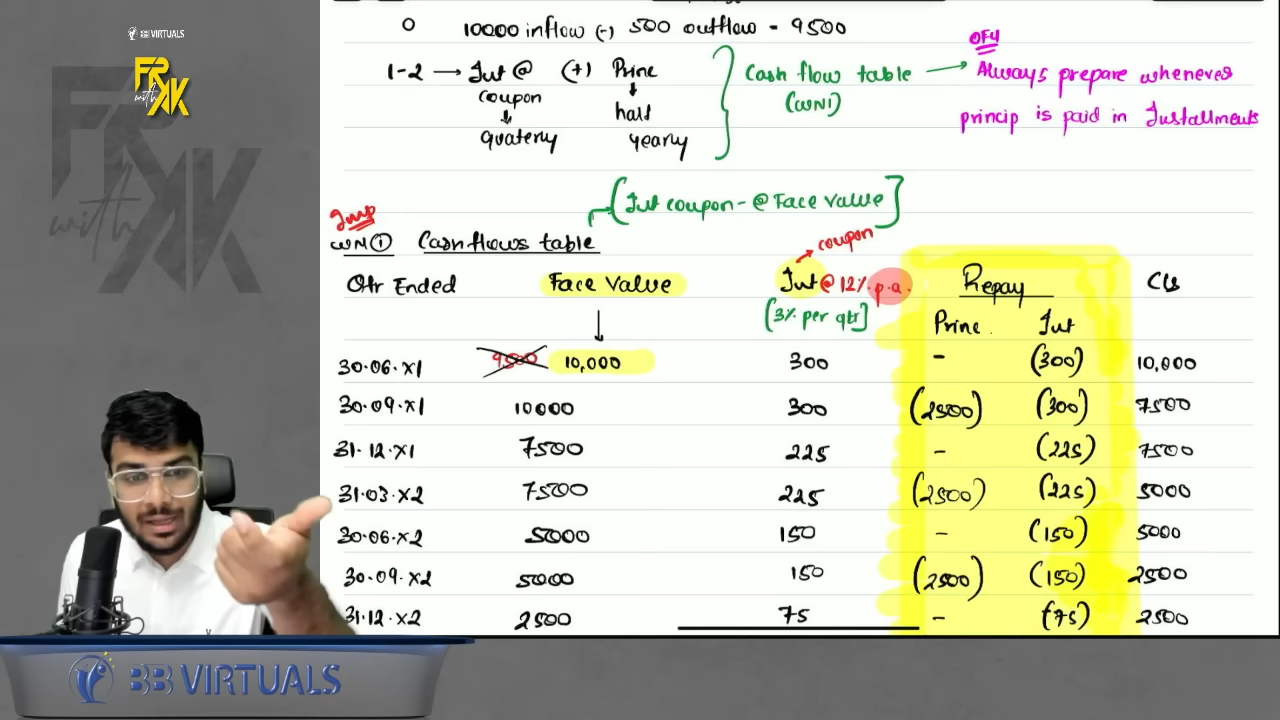 BB VIRTUALS
FR
with
AK
FR
with
AK
0 10000 inflow (-) 500 outflow = 9500
1-2 → Int @ (+) Princ
coupon half
quaterly yearly
Cash flow table
(WN1)
OFY
Always prepare whenever
princip is paid in Installments
[Int coupon - @ Face value]
Imp
WN① Cashflows table
coupon
Qtr Ended Face Value Int @ 12% p.a. Repay C/s
[3% per qtr] Princ. Int
30.06.x1 9500 10,000 300 - (300) 10,000
30.09.x1 10000 300 (2500) (300) 7500
31.12.x1 7500 225 - (225) 7500
31.03.x2 7500 225 (2500) (225) 5000
30.06.x2 5000 150 - (150) 5000
30.09.x2 5000 150 (2500) (150) 2500
31.12.x2 2500 75 - (75) 2500
BB VIRTUALS